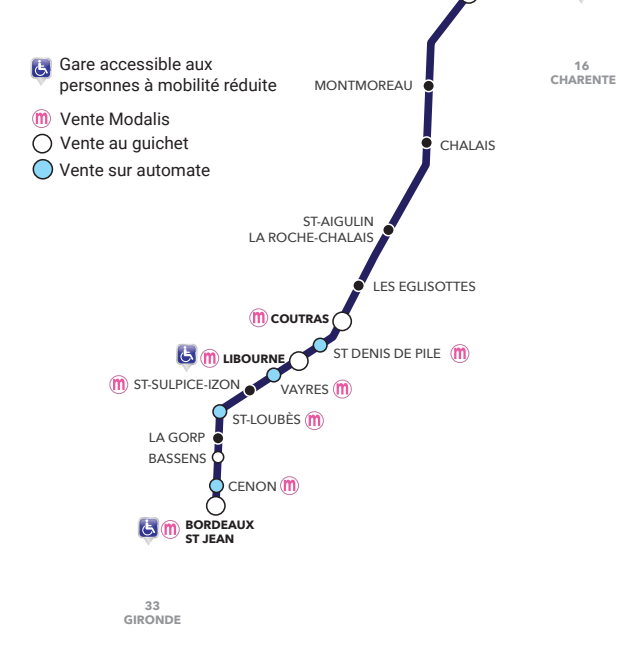 Gare accessible aux
personnes à mobilité réduite
m Vente Modalis
Vente au guichet
Vente sur automate
16
CHARENTE
MONTMOREAU
CHALAIS
ST-AIGULIN
LA ROCHE-CHALAIS
LES EGLISOTTES
m COUTRAS
ST DENIS DE PILE m
m LIBOURNE
m ST-SULPICE-IZON
VAYRES m
ST-LOUBÈS m
LA GORP
BASSENS
CENON m
m BORDEAUX
ST JEAN
33
GIRONDE